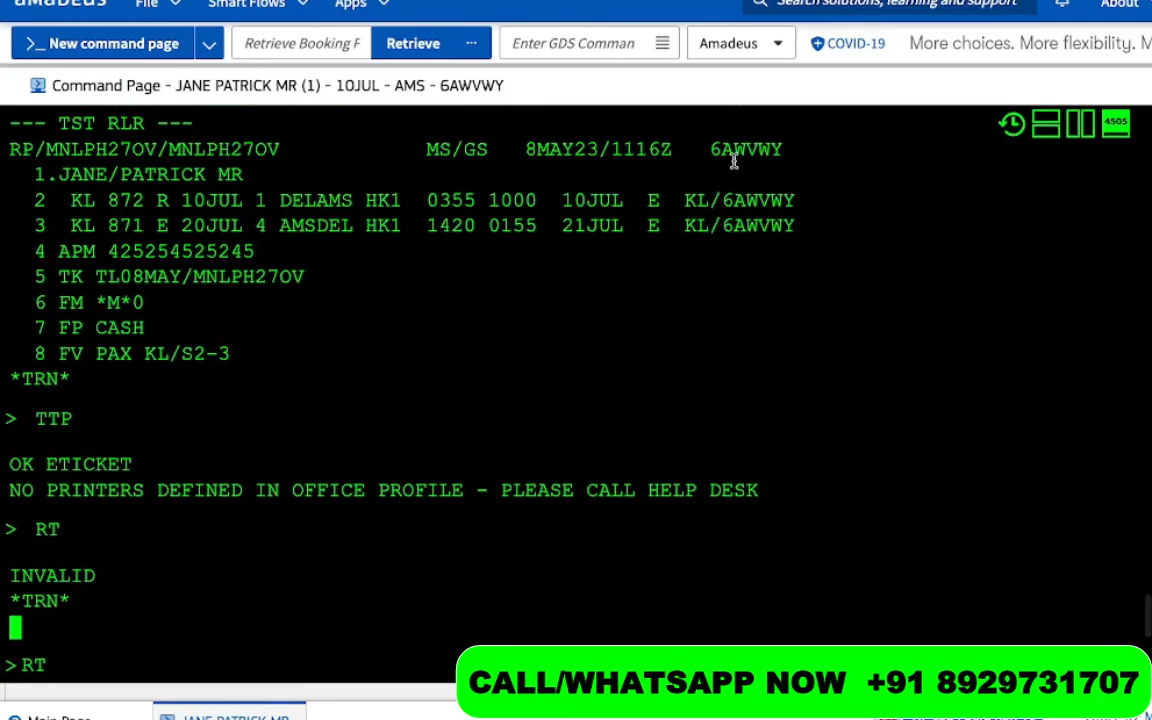 aMaDEUS File Smart Flows Apps Search solutions, learning and support About
>_ New command page Retrieve Booking F Retrieve ... Enter GDS Comman Amadeus COVID-19 More choices. More flexibility. M
Command Page - JANE PATRICK MR (1) - 10JUL - AMS - 6AWVWY
4505
--- TST RLR ---
RP/MNLPH27OV/MNLPH27OV MS/GS 8MAY23/1116Z 6AWVWY
1.JANE/PATRICK MR
2 KL 872 R 10JUL 1 DELAMS HK1 0355 1000 10JUL E KL/6AWVWY
3 KL 871 E 20JUL 4 AMSDEL HK1 1420 0155 21JUL E KL/6AWVWY
4 APM 425254525245
5 TK TL08MAY/MNLPH27OV
6 FM *M*0
7 FP CASH
8 FV PAX KL/S2-3
*TRN*
> TTP
OK ETICKET
NO PRINTERS DEFINED IN OFFICE PROFILE - PLEASE CALL HELP DESK
> RT
INVALID
*TRN*
>RT
CALL/WHATSAPP NOW +91 8929731707
Main Page JANE PATRICK MR